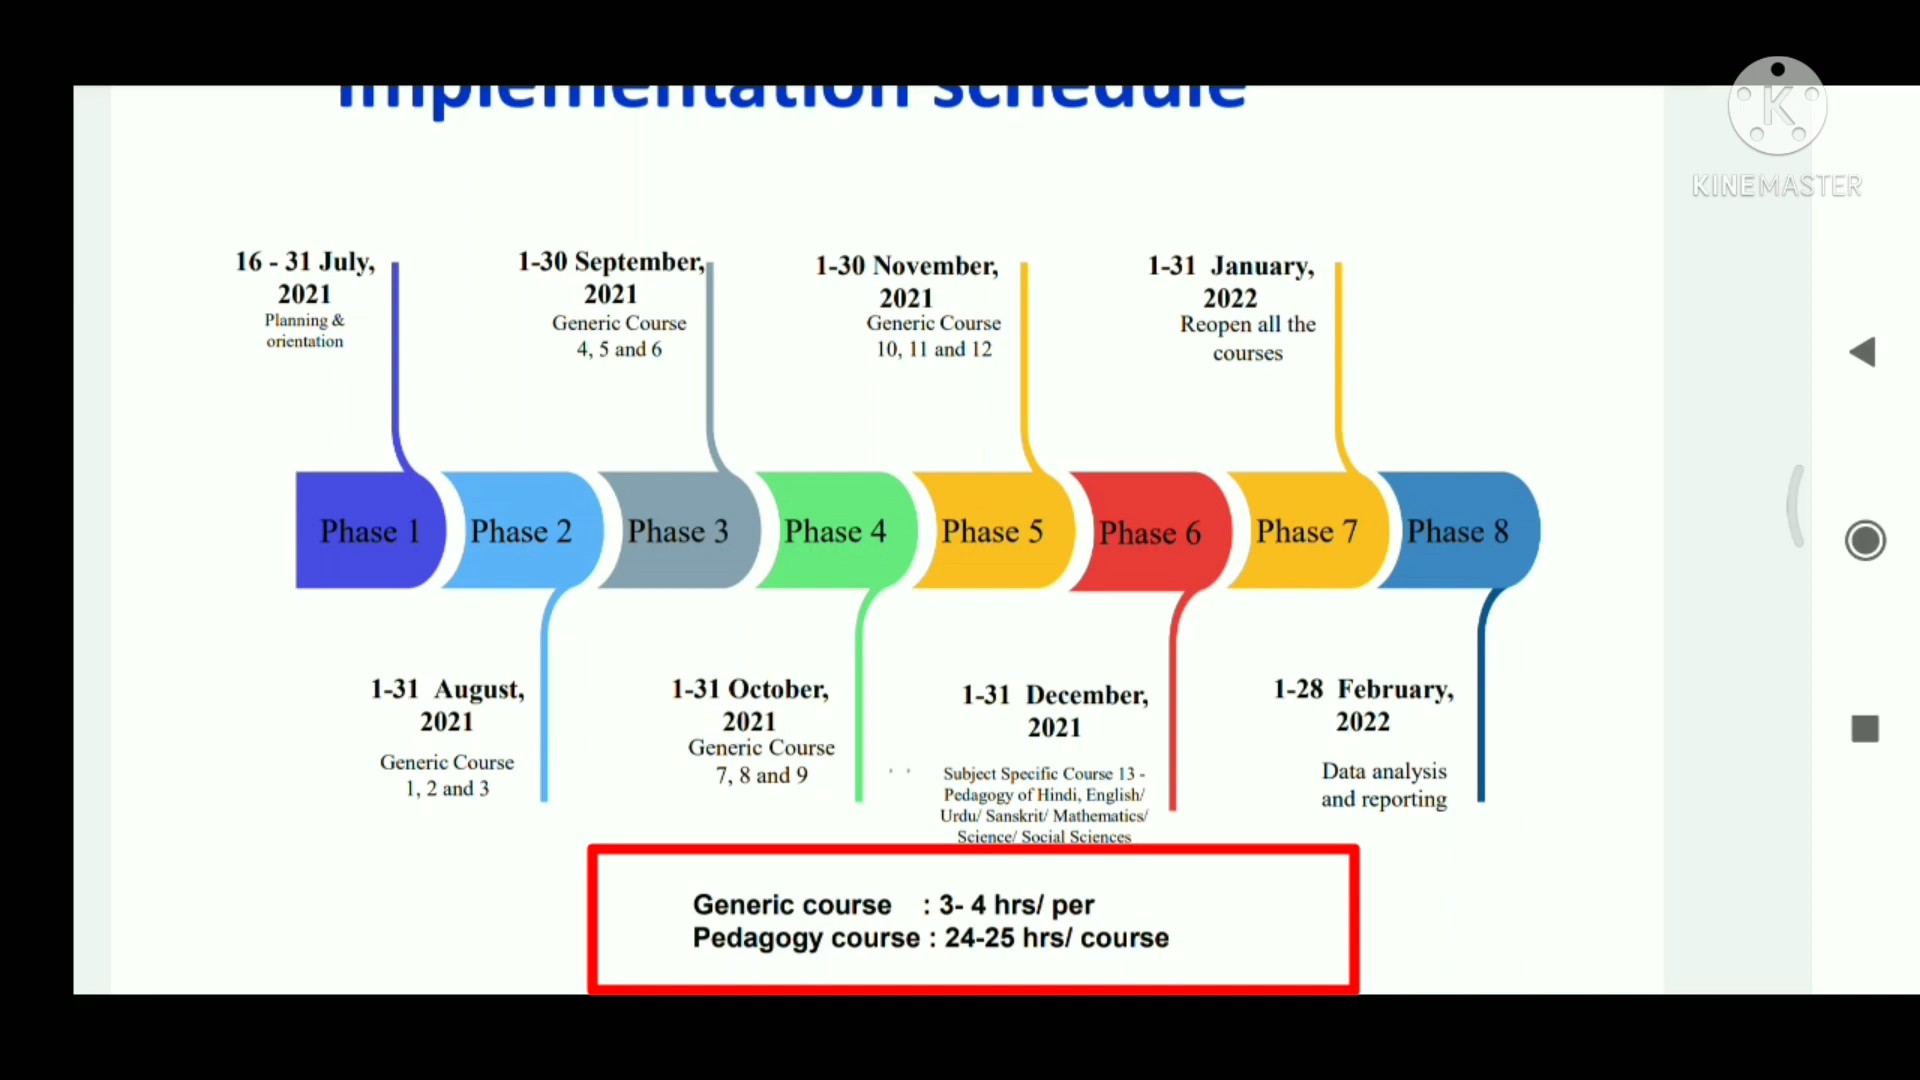 Implementation schedule
KINEMASTER
16 - 31 July,
2021
Planning &
orientation
1-30 September,
2021
Generic Course
4, 5 and 6
1-30 November,
2021
Generic Course
10, 11 and 12
1-31 January,
2022
Reopen all the
courses
Phase 1
Phase 2
Phase 3
Phase 4
Phase 5
Phase 6
Phase 7
Phase 8
1-31 August,
2021
Generic Course
1, 2 and 3
1-31 October,
2021
Generic Course
7, 8 and 9
1-31 December,
2021
Subject Specific Course 13 -
Pedagogy of Hindi, English/
Urdu/ Sanskrit/ Mathematics/
Science/ Social Sciences
1-28 February,
2022
Data analysis
and reporting
Generic course : 3- 4 hrs/ per
Pedagogy course : 24-25 hrs/ course